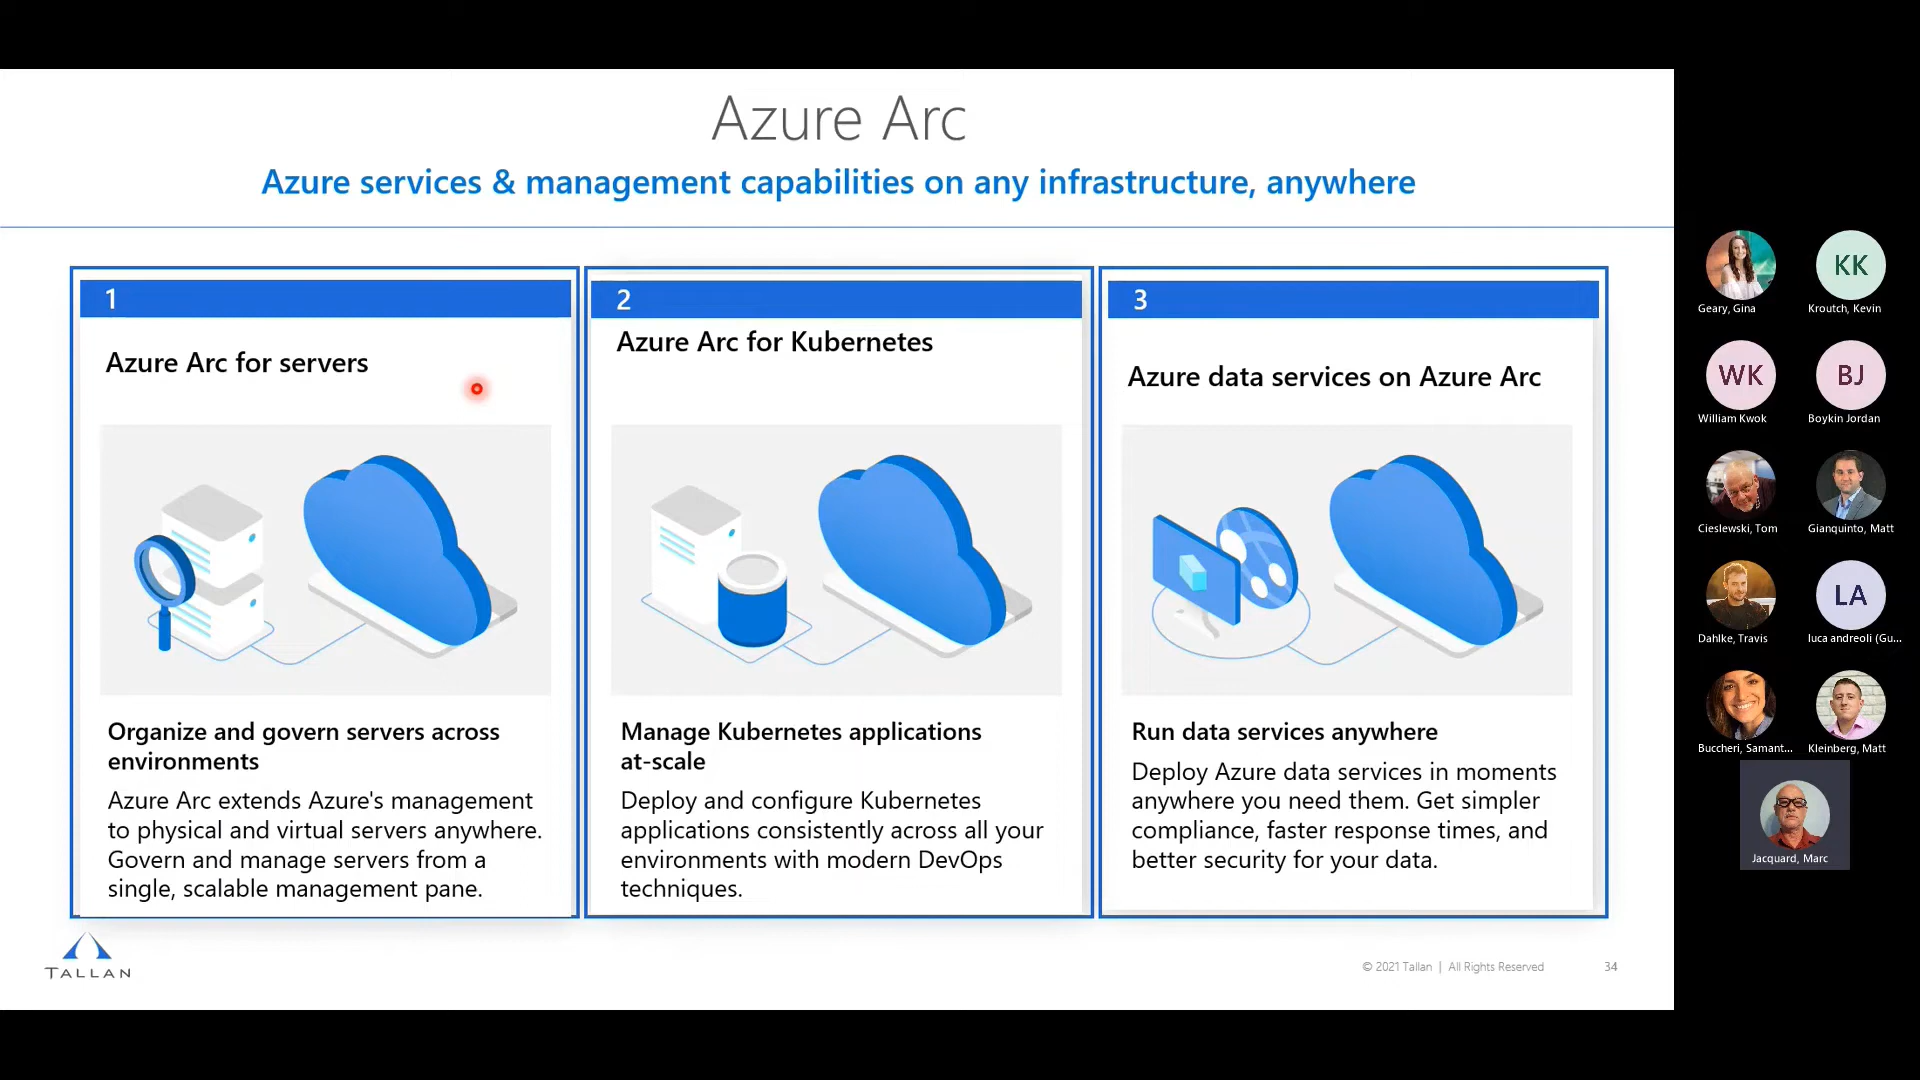 Azure Arc
Azure services & management capabilities on any infrastructure, anywhere
1
Azure Arc for servers
Organize and govern servers across
environments
Azure Arc extends Azure's management
to physical and virtual servers anywhere.
Govern and manage servers from a
single, scalable management pane.
2
Azure Arc for Kubernetes
Manage Kubernetes applications
at-scale
Deploy and configure Kubernetes
applications consistently across all your
environments with modern DevOps
techniques.
3
Azure data services on Azure Arc
Run data services anywhere
Deploy Azure data services in moments
anywhere you need them. Get simpler
compliance, faster response times, and
better security for your data.
TALLAN
© 2021 Tallan | All Rights Reserved
34
Geary, Gina
KK
Kroutch, Kevin
WK
William Kwok
BJ
Boykin Jordan
Cieslewski, Tom
Gianquinto, Matt
Dahlke, Travis
LA
luca andreoli (Gu...
Buccheri, Samant...
Kleinberg, Matt
Jacquard, Marc